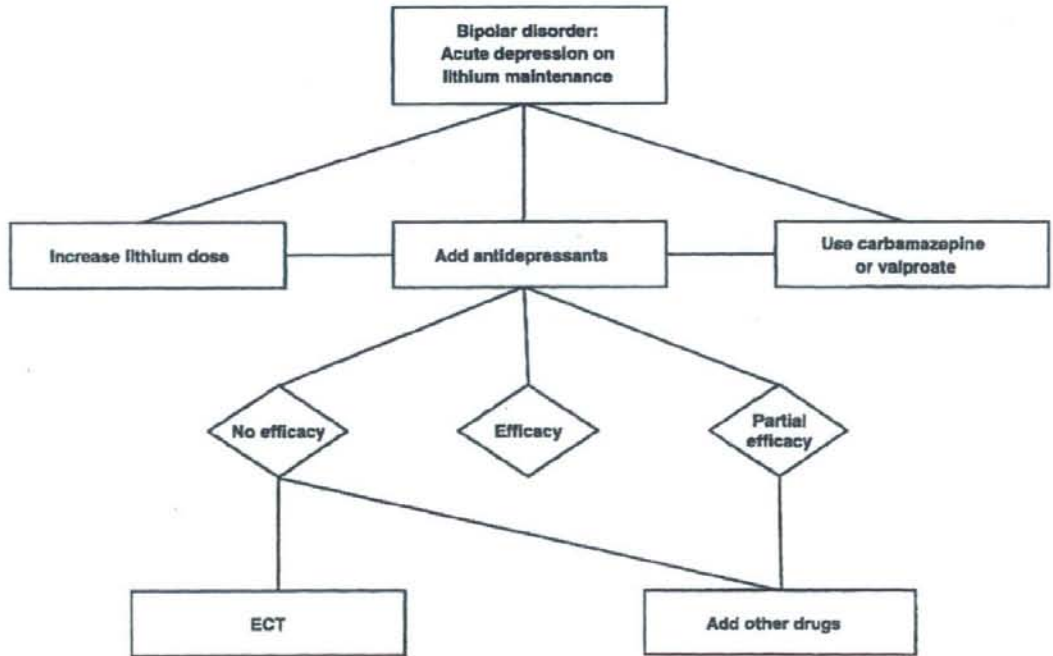 Bipolar disorder:
Acute depression on
lithium maintenance
Increase lithium dose
Add antidepressants
Use carbamazepine
or valproate
No efficacy
Efficacy
Partial
efficacy
ECT
Add other drugs